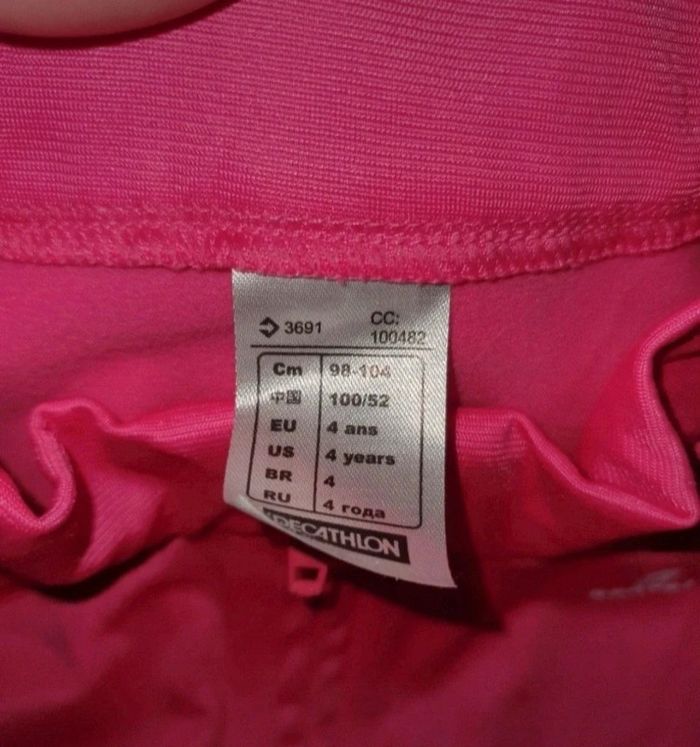 3691 CC:
100482
Cm 98-104
中国 100/52
EU 4 ans
US 4 years
BR 4
RU 4 года
DECATHLON